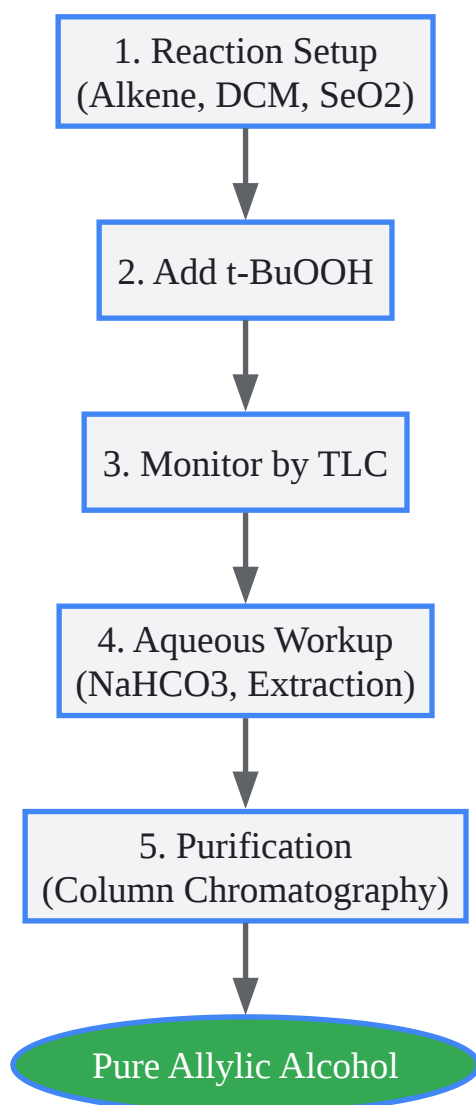 1. Reaction Setup
(Alkene, DCM, SeO2)
2. Add t-BuOOH
3. Monitor by TLC
4. Aqueous Workup
(NaHCO3, Extraction)
5. Purification
(Column Chromatography)
Pure Allylic Alcohol